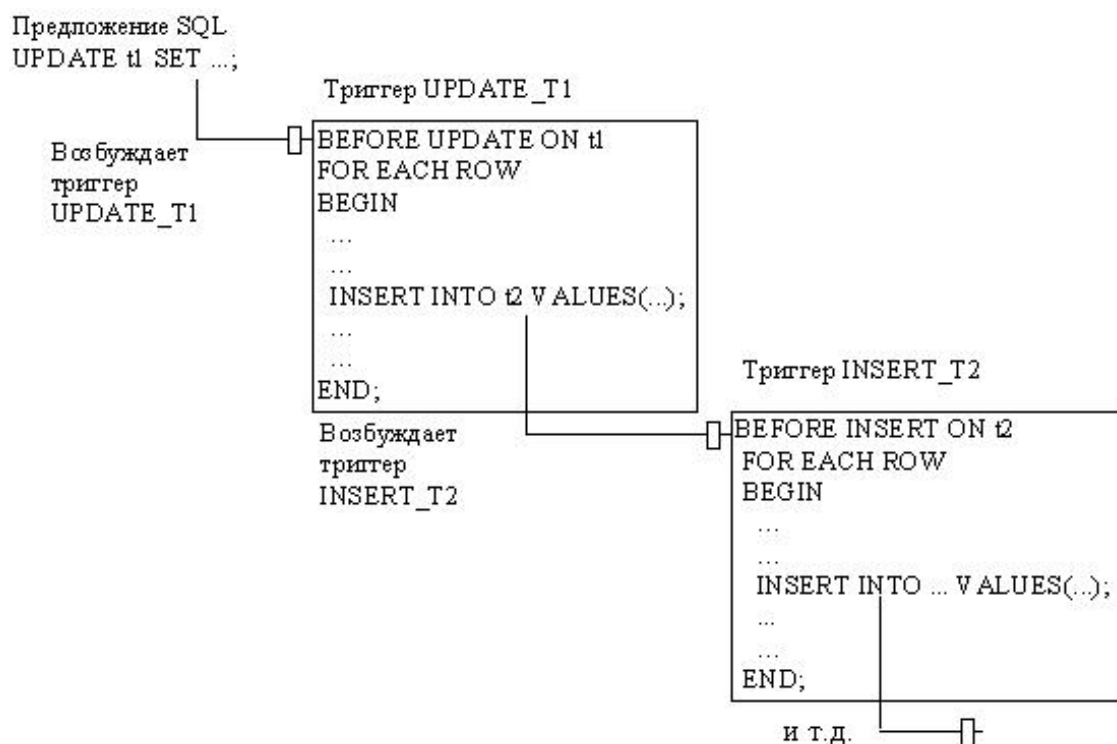 Предложение SQL
UPDATE t1 SET ...;
Триггер UPDATE_T1
BEFORE UPDATE ON t1
FOR EACH ROW
BEGIN
...
...
INSERT INTO t2 VALUES(...);
...
...
END;
Возбуждает
триггер
UPDATE_T1
Триггер INSERT_T2
BEFORE INSERT ON t2
FOR EACH ROW
BEGIN
...
...
INSERT INTO ... VALUES(...);
...
...
END;
Возбуждает
триггер
INSERT_T2
и т.д.